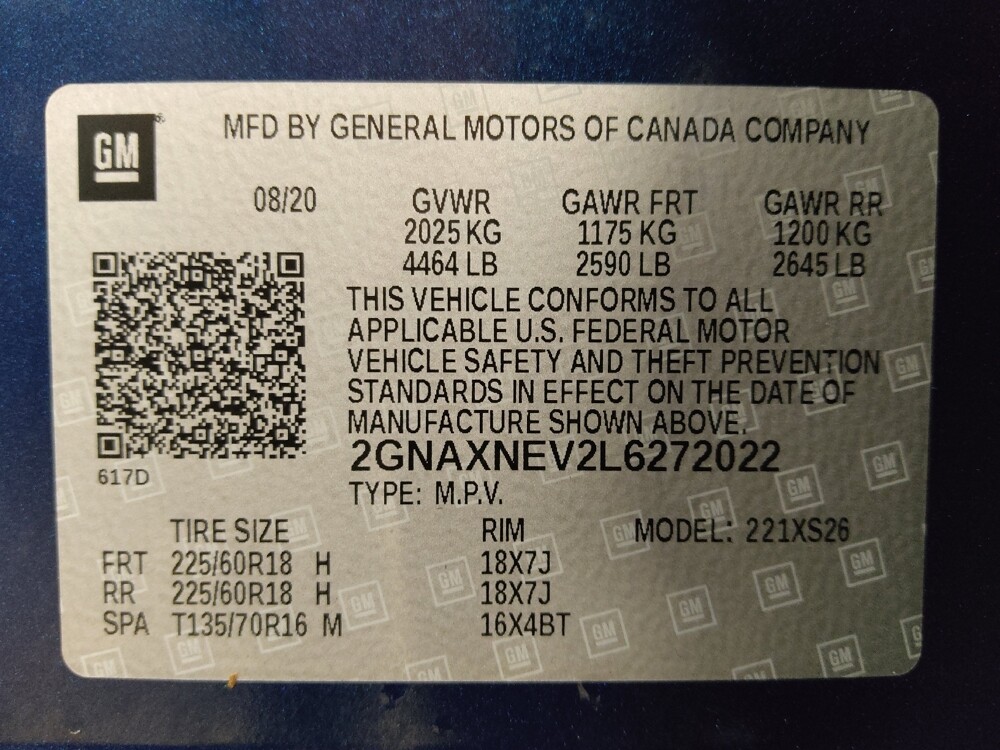 GM
MFD BY GENERAL MOTORS OF CANADA COMPANY
08/20 GVWR GAWR FRT GAWR RR
2025 KG 1175 KG 1200 KG
4464 LB 2590 LB 2645 LB
THIS VEHICLE CONFORMS TO ALL
APPLICABLE U.S. FEDERAL MOTOR
VEHICLE SAFETY AND THEFT PREVENTION
STANDARDS IN EFFECT ON THE DATE OF
MANUFACTURE SHOWN ABOVE.
2GNAXNEV2L6272022
617D
TYPE: M.P.V.
TIRE SIZE RIM MODEL: 221XS26
FRT 225/60R18 H 18X7J
RR 225/60R18 H 18X7J
SPA T135/70R16 M 16X4BT